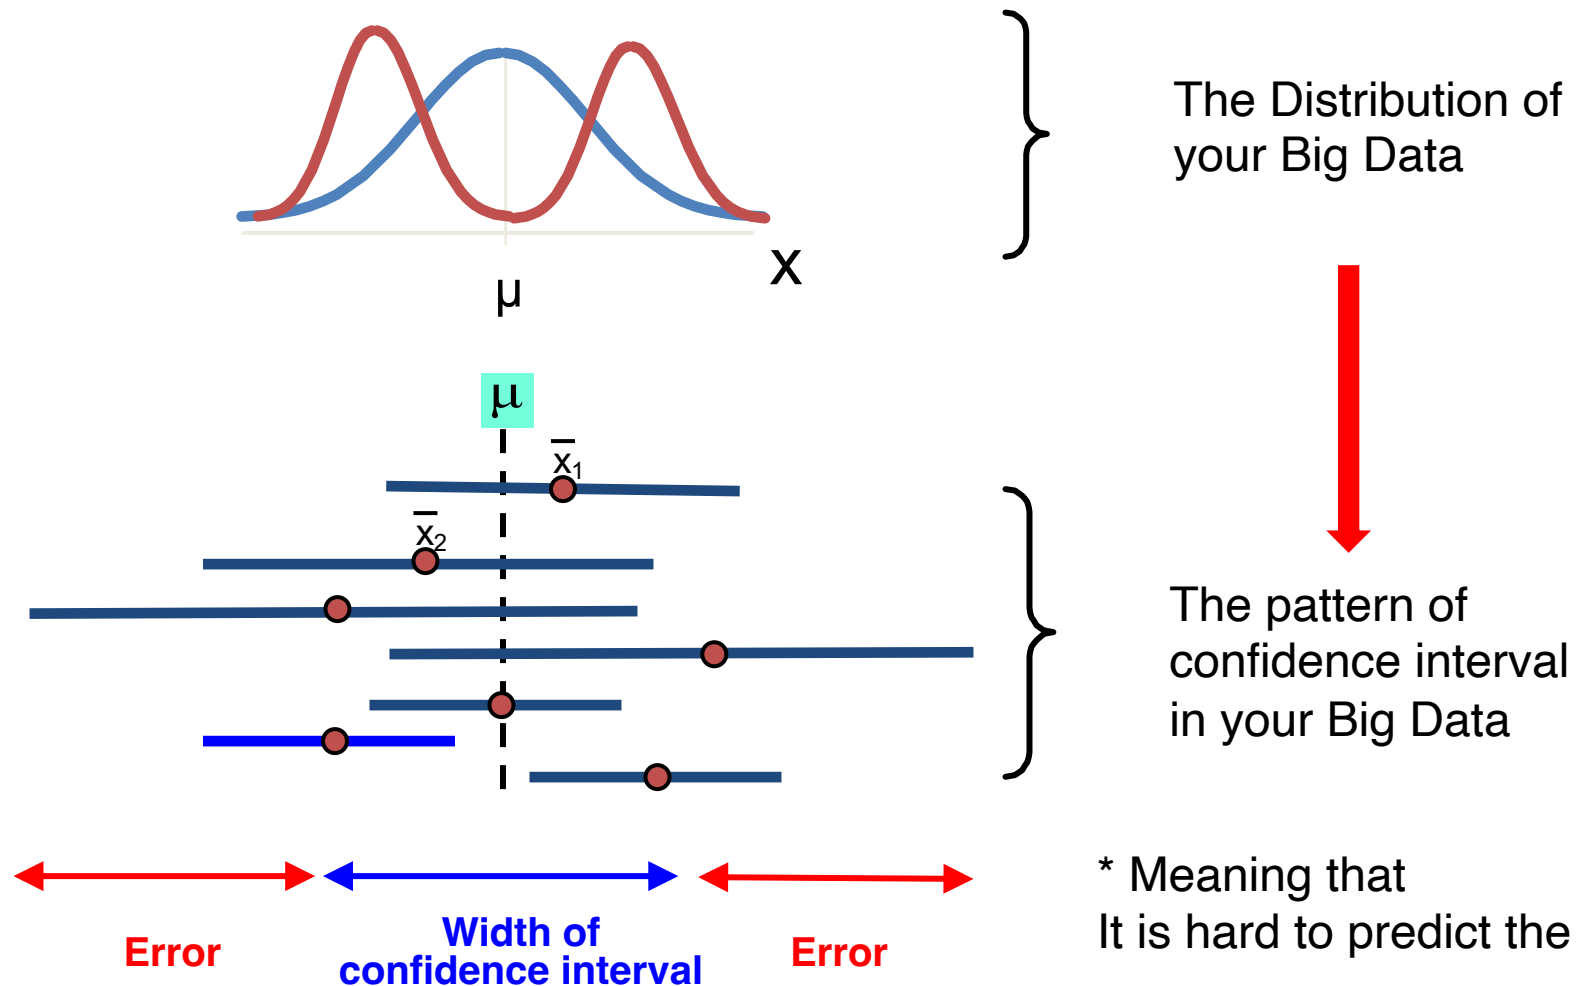 The Distribution of
your Big Data
x
μ
μ
x̅₁
x̅₂
The pattern of
confidence interval
in your Big Data
* Meaning that
It is hard to predict the
Error
Width of
confidence interval
Error